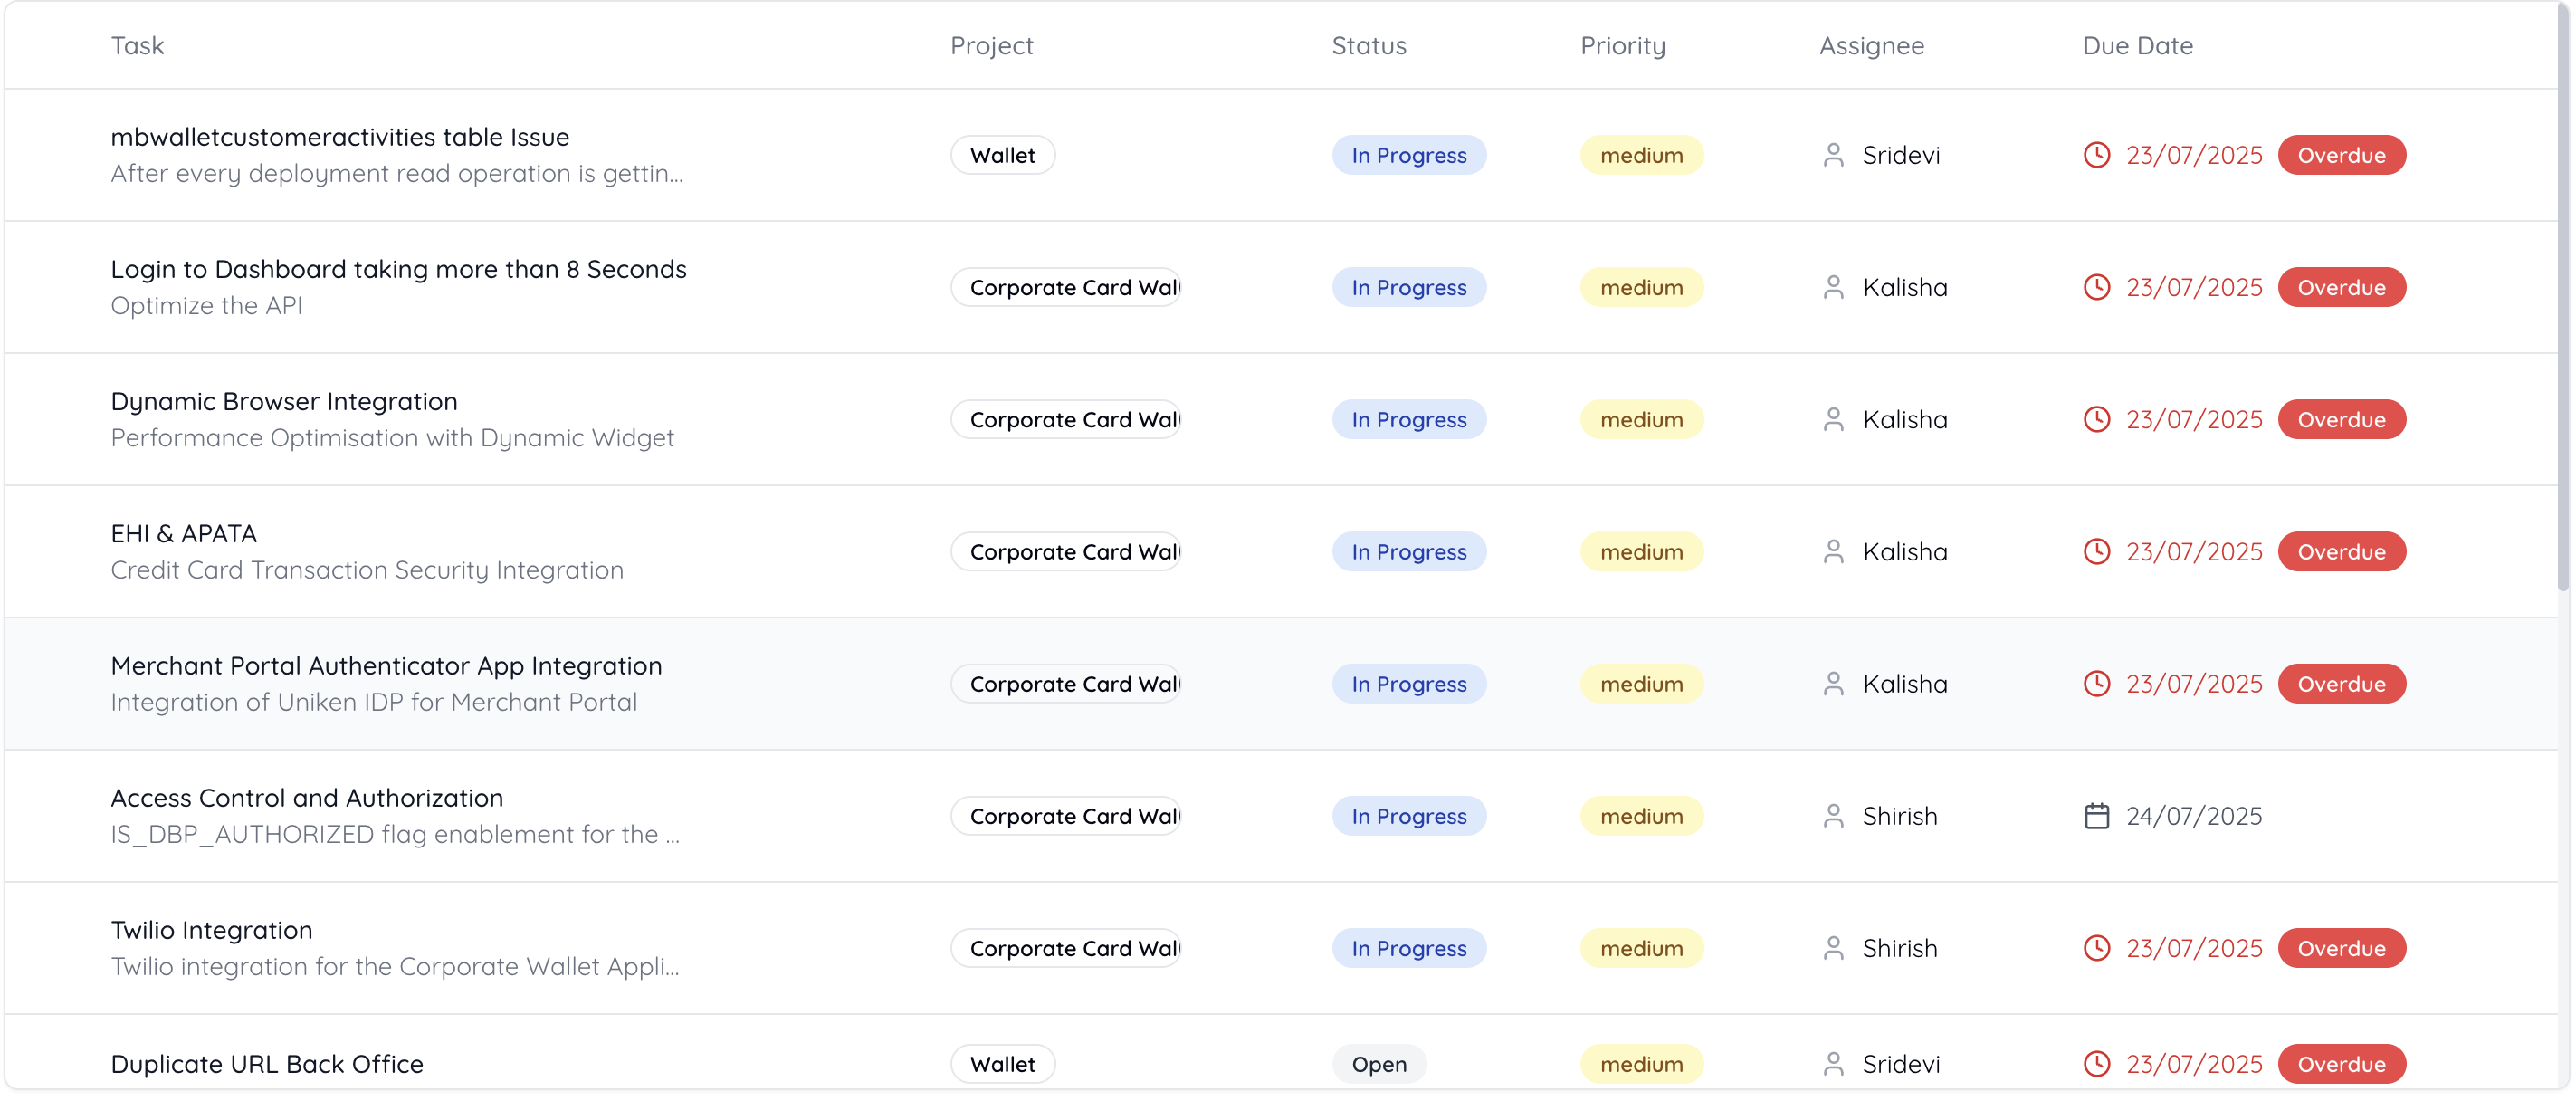 Task Project Status Priority Assignee Due Date
mbwalletcustomeractivities table Issue
After every deployment read operation is gettin...
Wallet In Progress medium Sridevi 23/07/2025 Overdue
Login to Dashboard taking more than 8 Seconds
Optimize the API
Corporate Card Wal In Progress medium Kalisha 23/07/2025 Overdue
Dynamic Browser Integration
Performance Optimisation with Dynamic Widget
Corporate Card Wal In Progress medium Kalisha 23/07/2025 Overdue
EHI & APATA
Credit Card Transaction Security Integration
Corporate Card Wal In Progress medium Kalisha 23/07/2025 Overdue
Merchant Portal Authenticator App Integration
Integration of Uniken IDP for Merchant Portal
Corporate Card Wal In Progress medium Kalisha 23/07/2025 Overdue
Access Control and Authorization
IS_DBP_AUTHORIZED flag enablement for the ...
Corporate Card Wal In Progress medium Shirish 24/07/2025
Twilio Integration
Twilio integration for the Corporate Wallet Appli...
Corporate Card Wal In Progress medium Shirish 23/07/2025 Overdue
Duplicate URL Back Office Wallet Open medium Sridevi 23/07/2025 Overdue